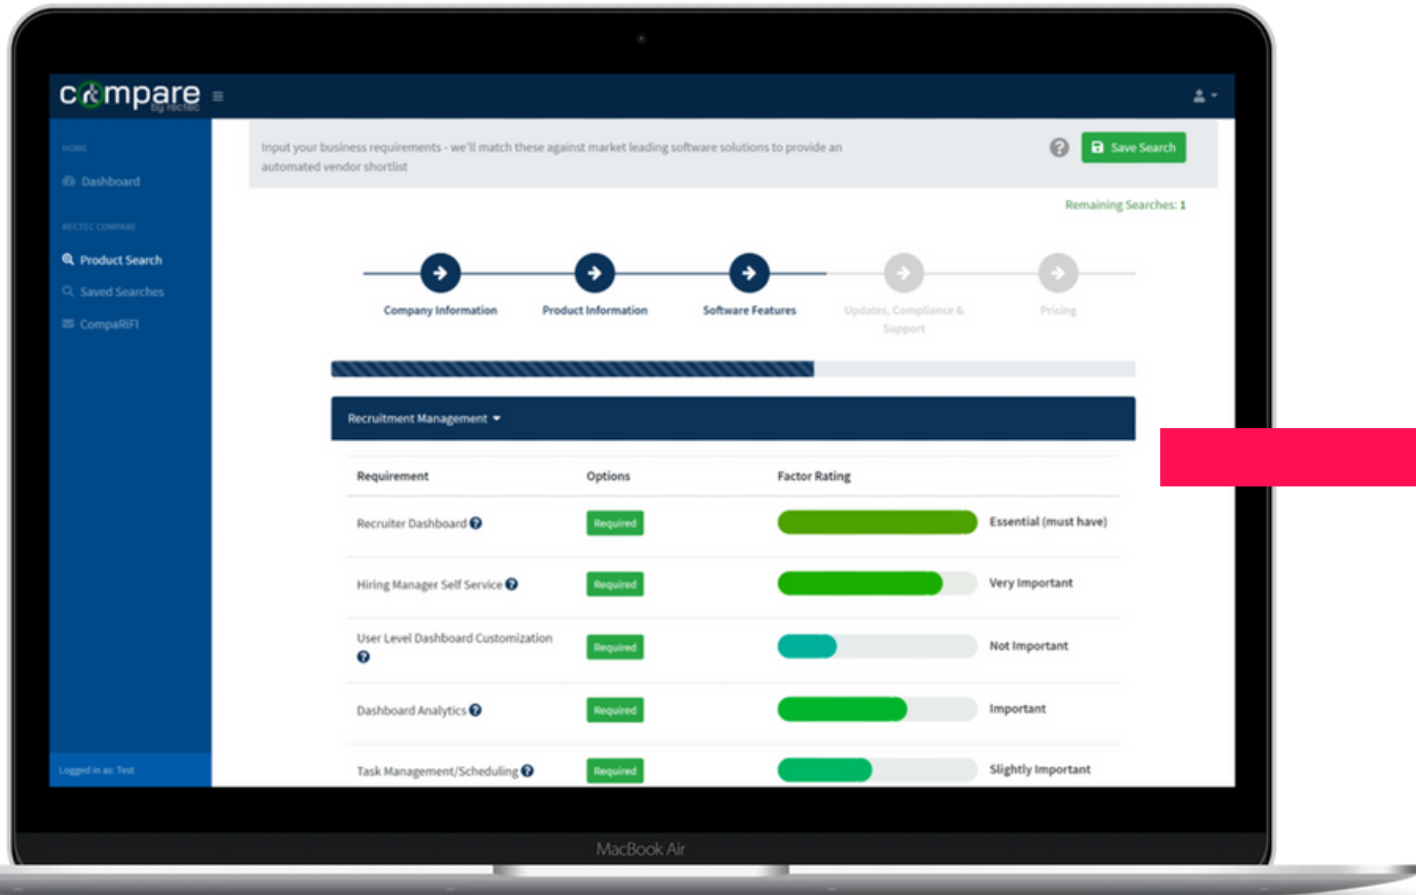 compare
by rectec
HOME
Dashboard
RECTEC COMPARE
Product Search
Saved Searches
CompaRiFI
Logged in as: Test
Input your business requirements - we'll match these against market leading software solutions to provide an
automated vendor shortlist
Save Search
Remaining Searches: 1
Company Information
Product Information
Software Features
Updates, Compliance &
Support
Pricing
Recruitment Management
Requirement Options Factor Rating
Recruiter Dashboard Required Essential (must have)
Hiring Manager Self Service Required Very Important
User Level Dashboard Customization Required Not Important
Dashboard Analytics Required Important
Task Management/Scheduling Required Slightly Important
MacBook Air